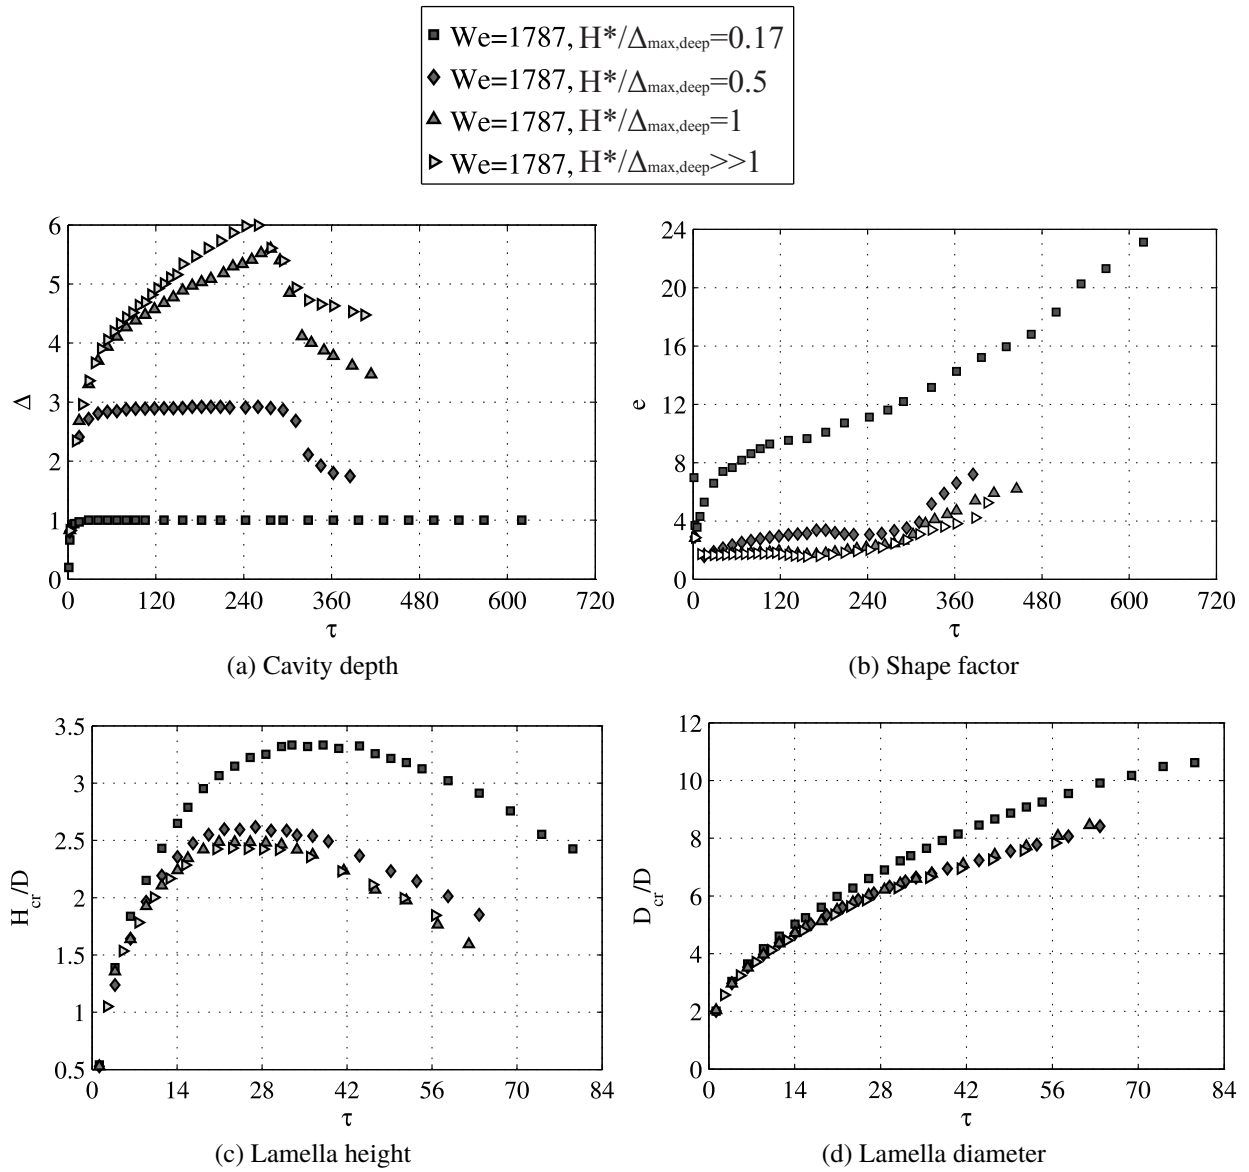 We=1787, H*/Δmax,deep=0.17
We=1787, H*/Δmax,deep=0.5
We=1787, H*/Δmax,deep=1
We=1787, H*/Δmax,deep>>1
6
5
4
3
2
1
0
Δ
0 120 240 360 480 600 720
τ
(a) Cavity depth
24
20
16
12
8
4
0
e
0 120 240 360 480 600 720
τ
(b) Shape factor
3.5
3
2.5
2
1.5
1
0.5
Hcr/D
0 14 28 42 56 70 84
τ
(c) Lamella height
12
10
8
6
4
2
0
Dcr/D
0 14 28 42 56 70 84
τ
(d) Lamella diameter